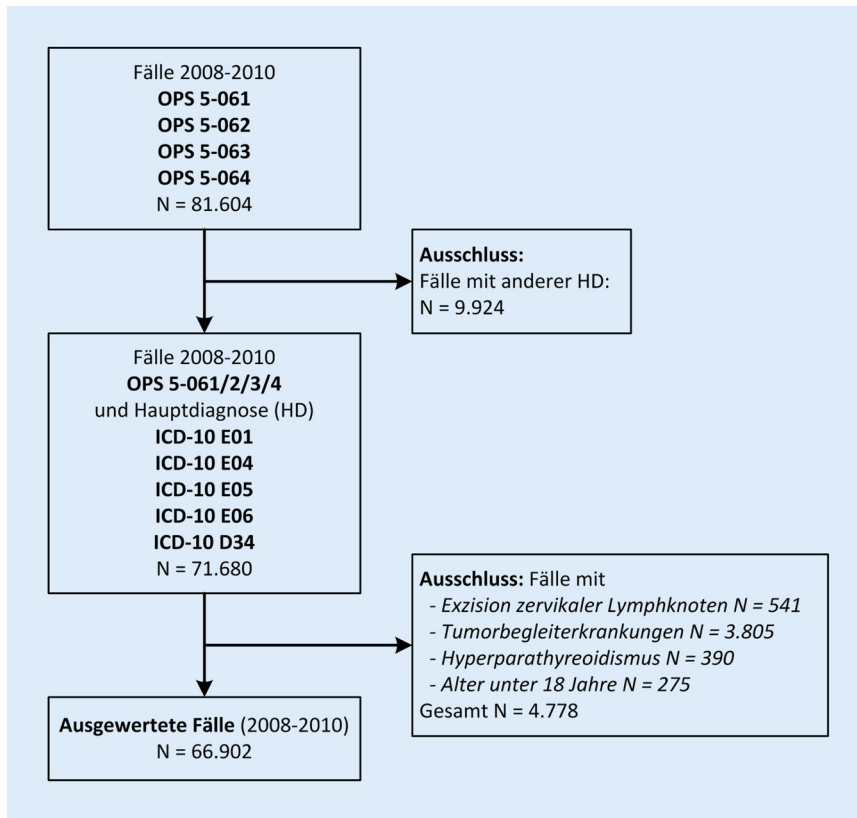 Fälle 2008-2010
OPS 5-061
OPS 5-062
OPS 5-063
OPS 5-064
N = 81.604
Ausschluss:
Fälle mit anderer HD:
N = 9.924
Fälle 2008-2010
OPS 5-061/2/3/4
und Hauptdiagnose (HD)
ICD-10 E01
ICD-10 E04
ICD-10 E05
ICD-10 E06
ICD-10 D34
N = 71.680
Ausschluss: Fälle mit
- Exzision zervikaler Lymphknoten N = 541
- Tumorbegleiterkrankungen N = 3.805
- Hyperparathyreoidismus N = 390
- Alter unter 18 Jahre N = 275
Gesamt N = 4.778
Ausgewertete Fälle (2008-2010)
N = 66.902